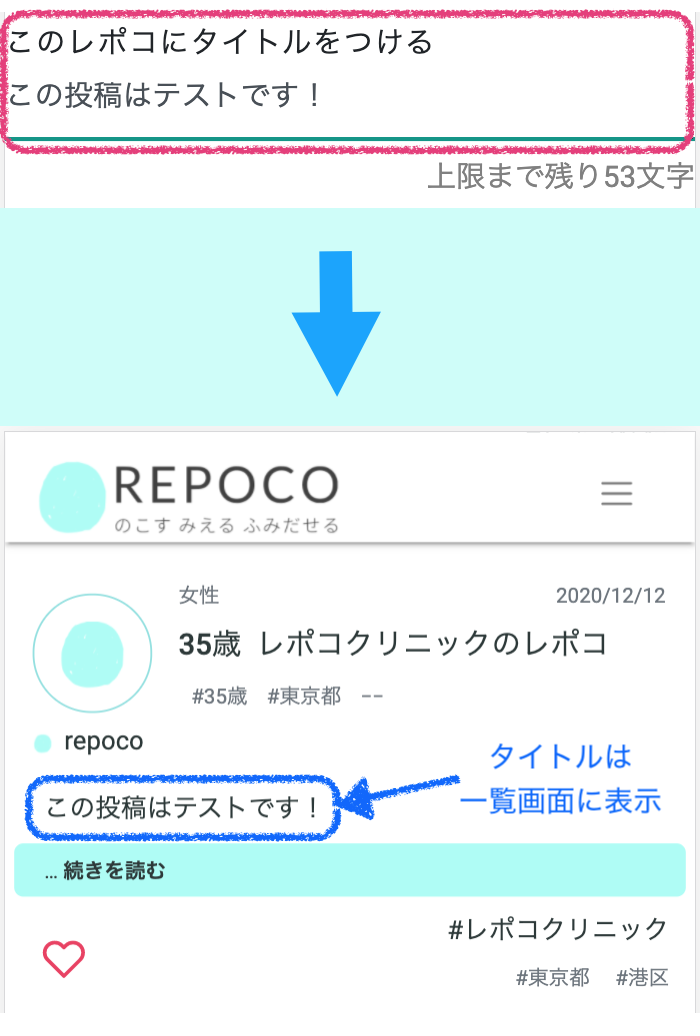 このレポコにタイトルをつける
この投稿はテストです！
上限まで残り53文字
REPOCO
のこす みえる ふみだせる
女性 2020/12/12
35歳 レポコクリニックのレポコ
#35歳 #東京都 --
repoco
タイトルは
一覧画面に表示
この投稿はテストです！
... 続きを読む
#レポコクリニック
#東京都 #港区